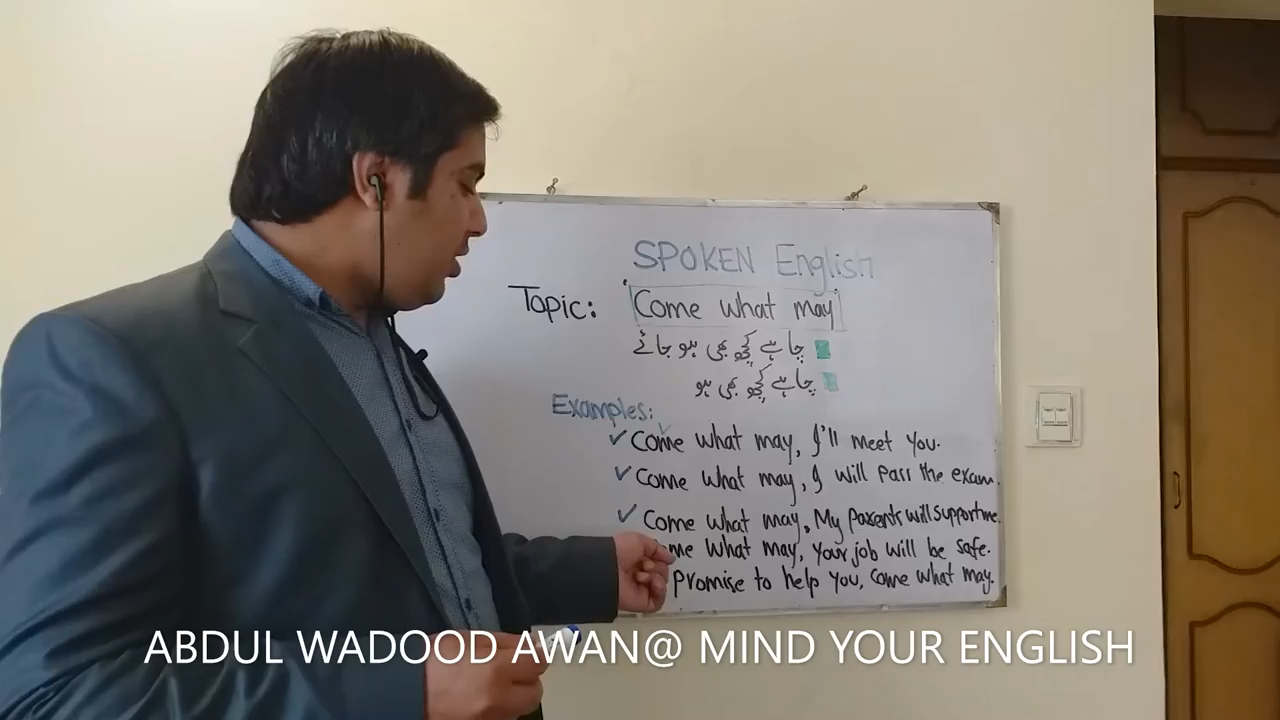 SPOKEN English
Topic: Come what may
چاہے کچھ بھی ہو جائے
چاہے کچھ بھی ہو
Examples:
✓ Come what may, I'll meet you.
✓ Come what may, I will pass the exam.
✓ Come what may, My parents will support me.
me what may, your job will be safe.
promise to help you, come what may.
ABDUL WADOOD AWAN@ MIND YOUR ENGLISH